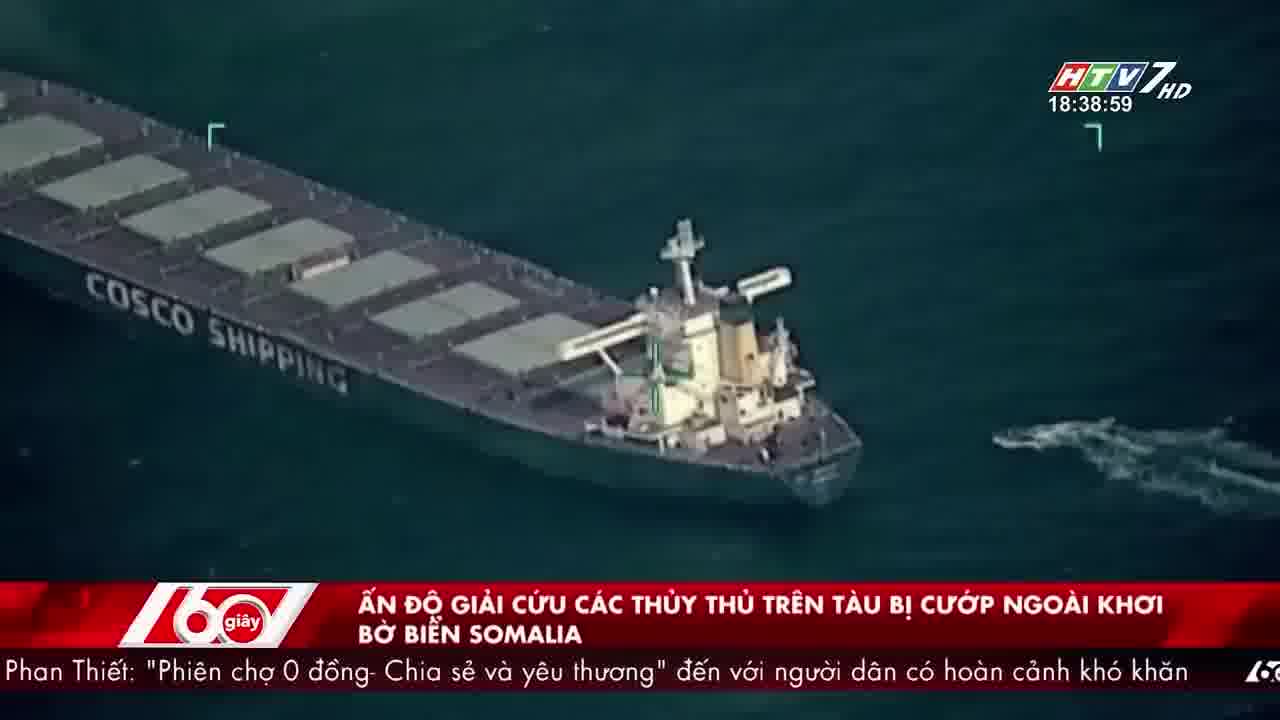 HTV7 HD
18:38:59
COSCO SHIPPING
60 giây
ẤN ĐỘ GIẢI CỨU CÁC THỦY THỦ TRÊN TÀU BỊ CƯỚP NGOÀI KHƠI
BỜ BIỂN SOMALIA
Phan Thiết: "Phiên chợ 0 đồng- Chia sẻ và yêu thương" đến với người dân có hoàn cảnh khó khăn